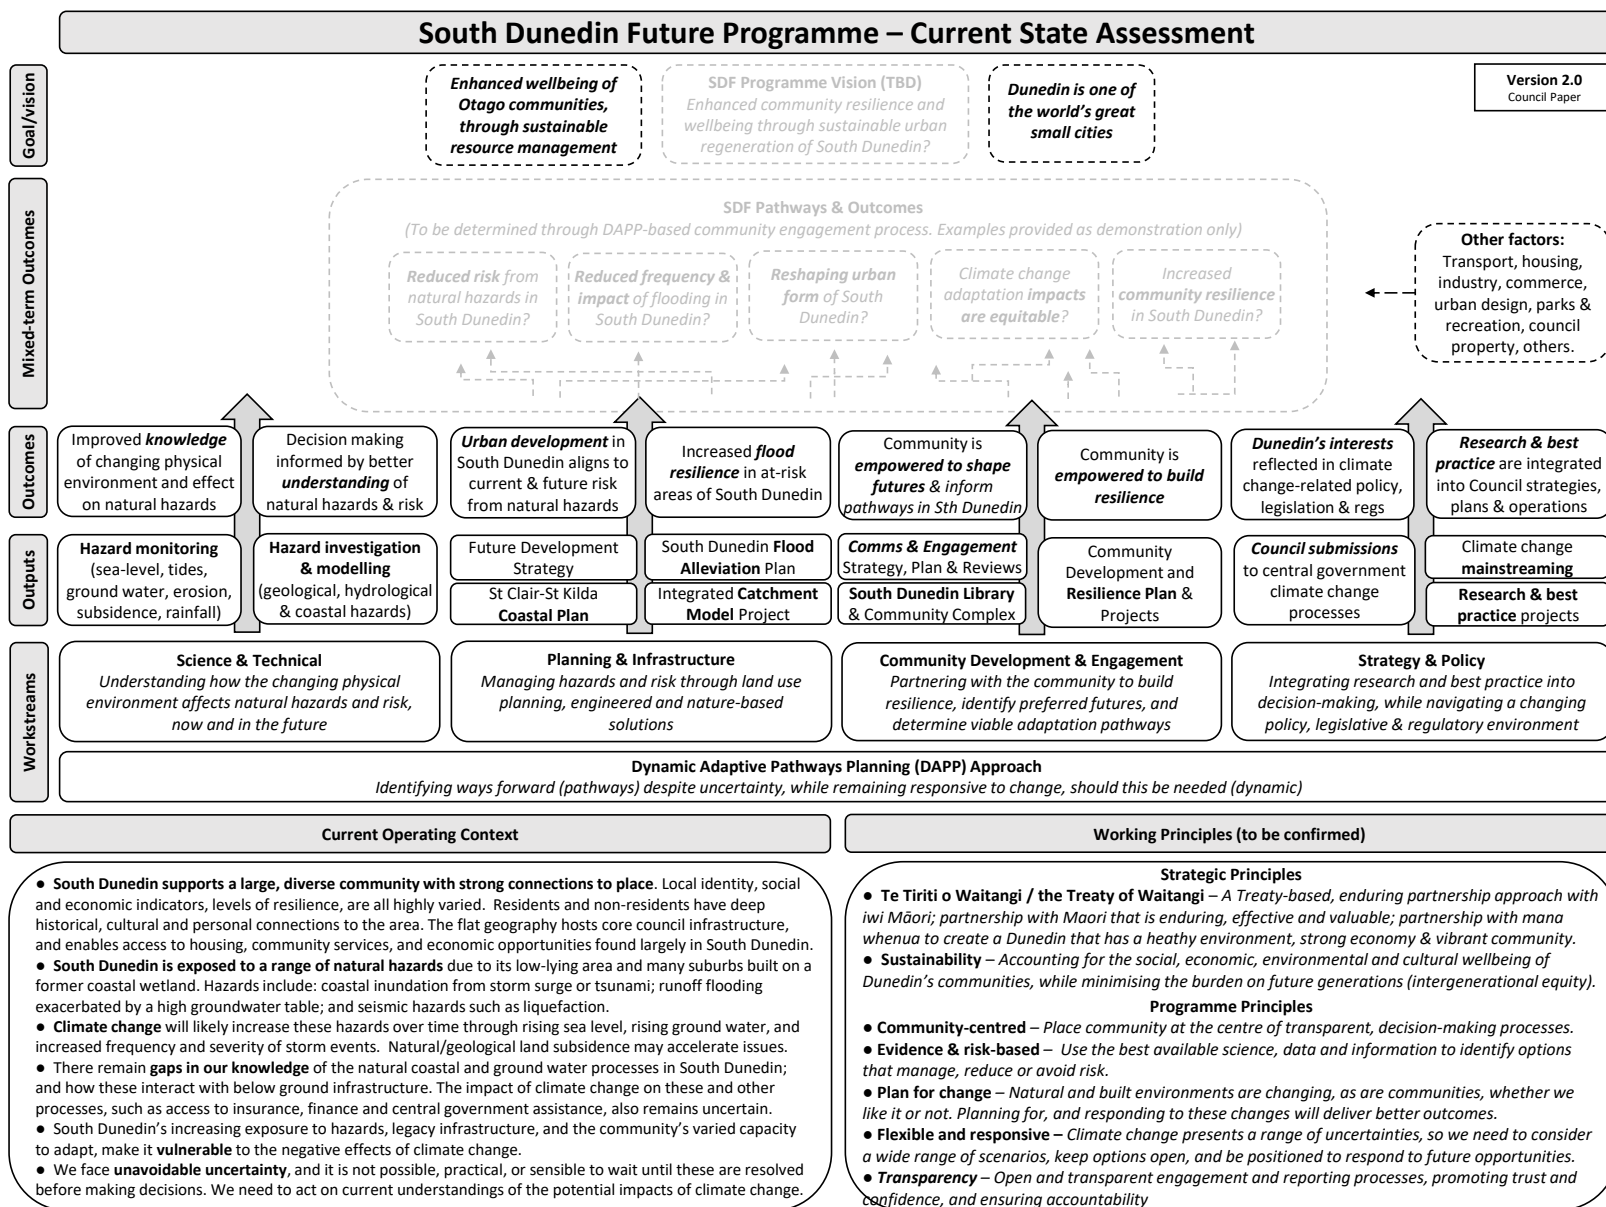 South Dunedin Future Programme – Current State Assessment
Goal/vision
Enhanced wellbeing of
Otago communities,
through sustainable
resource management
SDF Programme Vision (TBD)
Enhanced community resilience and
wellbeing through sustainable urban
regeneration of South Dunedin?
Dunedin is one of
the world's great
small cities
Version 2.0
Council Paper
Mixed-term Outcomes
SDF Pathways & Outcomes
(To be determined through DAPP-based community engagement process. Examples provided as demonstration only)
Reduced risk from
natural hazards in
South Dunedin?
Reduced frequency &
impact of flooding in
South Dunedin?
Reshaping urban
form of South
Dunedin?
Climate change
adaptation impacts
are equitable?
Increased
community resilience
in South Dunedin?
Other factors:
Transport, housing,
industry, commerce,
urban design, parks &
recreation, council
property, others.
Outcomes
Improved knowledge
of changing physical
environment and effect
on natural hazards
Decision making
informed by better
understanding of
natural hazards & risk
Urban development in
South Dunedin aligns to
current & future risk
from natural hazards
Increased flood
resilience in at-risk
areas of South Dunedin
Community is
empowered to shape
futures & inform
pathways in Sth Dunedin
Community is
empowered to build
resilience
Dunedin's interests
reflected in climate
change-related policy,
legislation & regs
Research & best
practice are integrated
into Council strategies,
plans & operations
Outputs
Hazard monitoring
(sea-level, tides,
ground water, erosion,
subsidence, rainfall)
Hazard investigation
& modelling
(geological, hydrological
& coastal hazards)
Future Development
Strategy
St Clair-St Kilda
Coastal Plan
South Dunedin Flood
Alleviation Plan
Integrated Catchment
Model Project
Comms & Engagement
Strategy, Plan & Reviews
South Dunedin Library
& Community Complex
Community
Development and
Resilience Plan &
Projects
Council submissions
to central government
climate change
processes
Climate change
mainstreaming
Research & best
practice projects
Workstreams
Science & Technical
Understanding how the changing physical
environment affects natural hazards and risk,
now and in the future
Planning & Infrastructure
Managing hazards and risk through land use
planning, engineered and nature-based
solutions
Community Development & Engagement
Partnering with the community to build
resilience, identify preferred futures, and
determine viable adaptation pathways
Strategy & Policy
Integrating research and best practice into
decision-making, while navigating a changing
policy, legislative & regulatory environment
Dynamic Adaptive Pathways Planning (DAPP) Approach
Identifying ways forward (pathways) despite uncertainty, while remaining responsive to change, should this be needed (dynamic)
Current Operating Context
● South Dunedin supports a large, diverse community with strong connections to place. Local identity, social
and economic indicators, levels of resilience, are all highly varied. Residents and non-residents have deep
historical, cultural and personal connections to the area. The flat geography hosts core council infrastructure,
and enables access to housing, community services, and economic opportunities found largely in South Dunedin.
● South Dunedin is exposed to a range of natural hazards due to its low-lying area and many suburbs built on a
former coastal wetland. Hazards include: coastal inundation from storm surge or tsunami; runoff flooding
exacerbated by a high groundwater table; and seismic hazards such as liquefaction.
● Climate change will likely increase these hazards over time through rising sea level, rising ground water, and
increased frequency and severity of storm events. Natural/geological land subsidence may accelerate issues.
● There remain gaps in our knowledge of the natural coastal and ground water processes in South Dunedin;
and how these interact with below ground infrastructure. The impact of climate change on these and other
processes, such as access to insurance, finance and central government assistance, also remains uncertain.
● South Dunedin's increasing exposure to hazards, legacy infrastructure, and the community's varied capacity
to adapt, make it vulnerable to the negative effects of climate change.
● We face unavoidable uncertainty, and it is not possible, practical, or sensible to wait until these are resolved
before making decisions. We need to act on current understandings of the potential impacts of climate change.
Working Principles (to be confirmed)
Strategic Principles
● Te Tiriti o Waitangi / the Treaty of Waitangi – A Treaty-based, enduring partnership approach with
iwi Māori; partnership with Maori that is enduring, effective and valuable; partnership with mana
whenua to create a Dunedin that has a heathy environment, strong economy & vibrant community.
● Sustainability – Accounting for the social, economic, environmental and cultural wellbeing of
Dunedin's communities, while minimising the burden on future generations (intergenerational equity).
Programme Principles
● Community-centred – Place community at the centre of transparent, decision-making processes.
● Evidence & risk-based – Use the best available science, data and information to identify options
that manage, reduce or avoid risk.
● Plan for change – Natural and built environments are changing, as are communities, whether we
like it or not. Planning for, and responding to these changes will deliver better outcomes.
● Flexible and responsive – Climate change presents a range of uncertainties, so we need to consider
a wide range of scenarios, keep options open, and be positioned to respond to future opportunities.
● Transparency – Open and transparent engagement and reporting processes, promoting trust and
confidence, and ensuring accountability